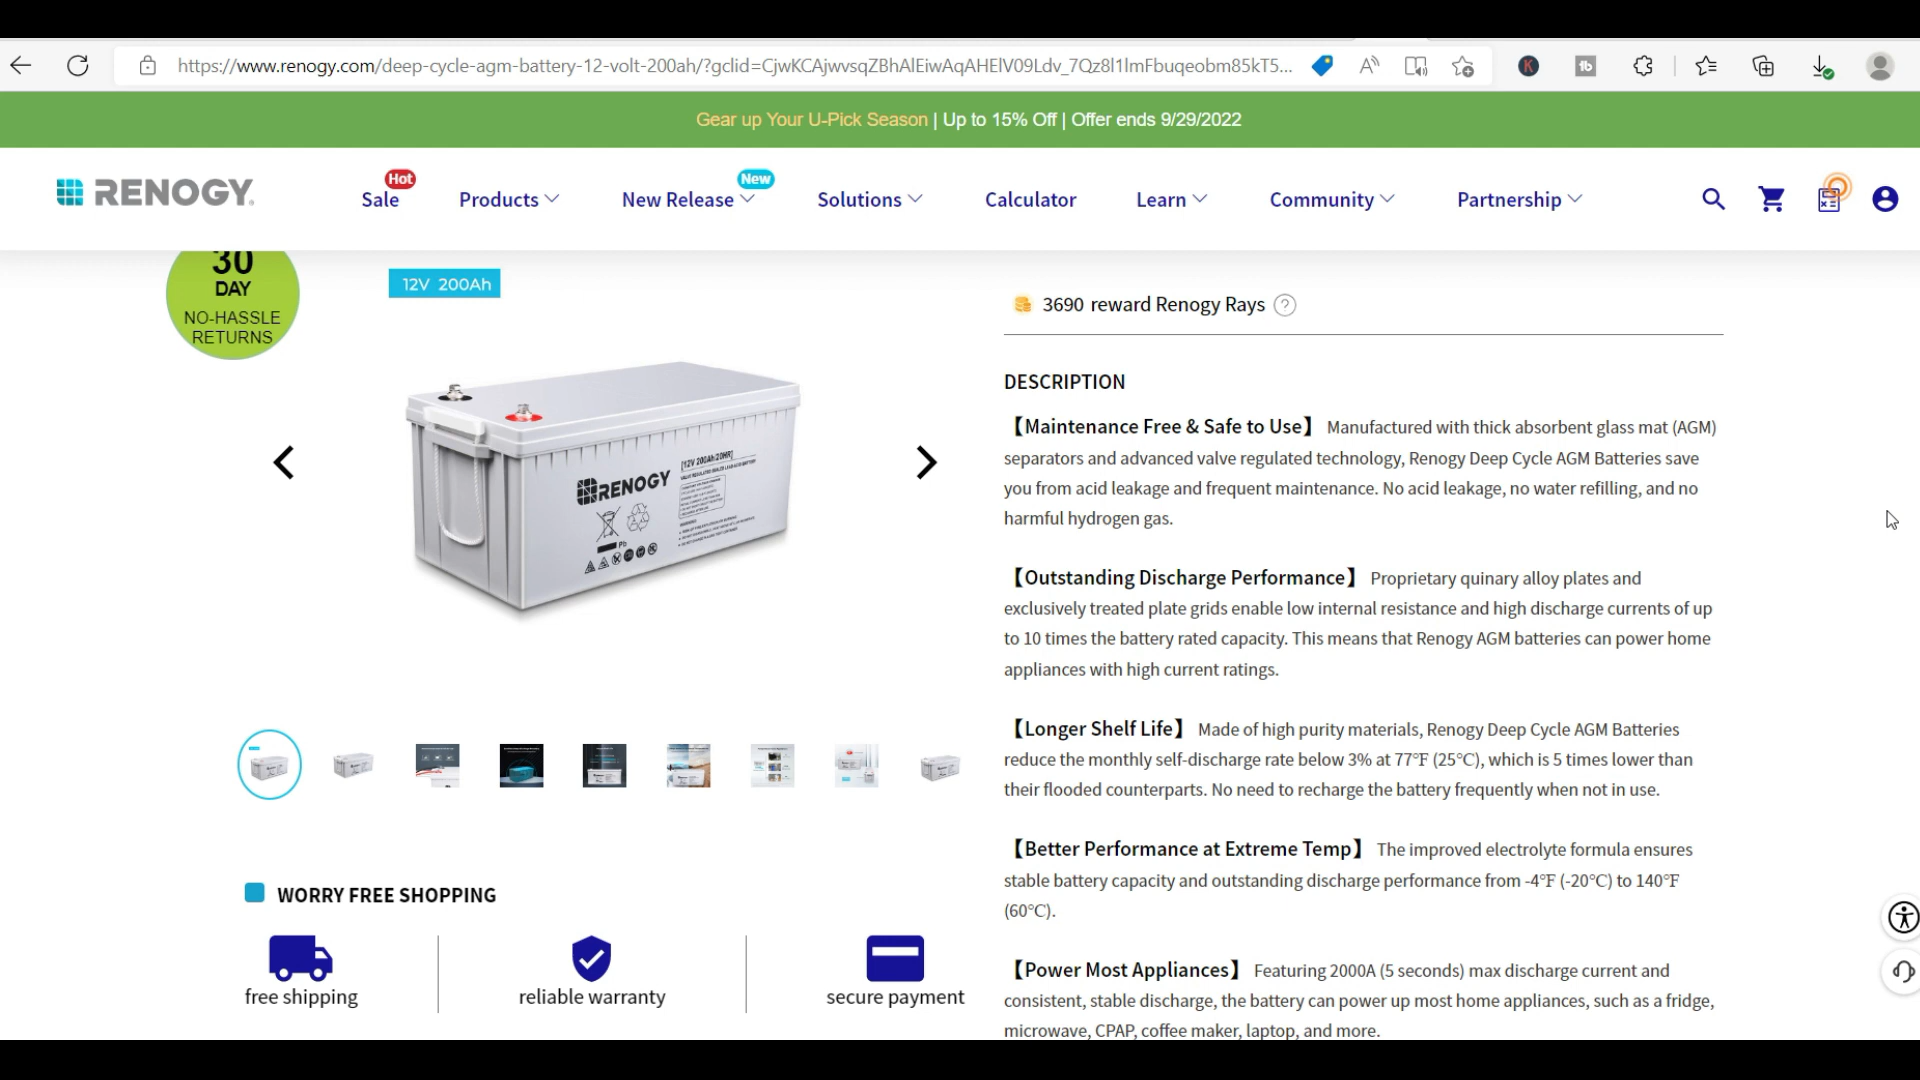 https://www.renogy.com/deep-cycle-agm-battery-12-volt-200ah/?gclid=CjwKCAjwvsqZBhAlEiwAqAHElV09Ldv_7Qz8l1lmFbuqeobm85kT5...
Gear up Your U-Pick Season | Up to 15% Off | Offer ends 9/29/2022
RENOGY
Hot
Sale
Products
New
New Release
Solutions
Calculator
Learn
Community
Partnership
30
DAY
NO-HASSLE
RETURNS
12V 200Ah
[12V 200Ah/20HR]
RENOGY
Pb
WORRY FREE SHOPPING
free shipping
reliable warranty
secure payment
3690 reward Renogy Rays
DESCRIPTION
【Maintenance Free & Safe to Use】 Manufactured with thick absorbent glass mat (AGM)
separators and advanced valve regulated technology, Renogy Deep Cycle AGM Batteries save
you from acid leakage and frequent maintenance. No acid leakage, no water refilling, and no
harmful hydrogen gas.
【Outstanding Discharge Performance】 Proprietary quinary alloy plates and
exclusively treated plate grids enable low internal resistance and high discharge currents of up
to 10 times the battery rated capacity. This means that Renogy AGM batteries can power home
appliances with high current ratings.
【Longer Shelf Life】 Made of high purity materials, Renogy Deep Cycle AGM Batteries
reduce the monthly self-discharge rate below 3% at 77℉ (25℃), which is 5 times lower than
their flooded counterparts. No need to recharge the battery frequently when not in use.
【Better Performance at Extreme Temp】 The improved electrolyte formula ensures
stable battery capacity and outstanding discharge performance from -4℉ (-20℃) to 140℉
(60℃).
【Power Most Appliances】 Featuring 2000A (5 seconds) max discharge current and
consistent, stable discharge, the battery can power up most home appliances, such as a fridge,
microwave, CPAP, coffee maker, laptop, and more.